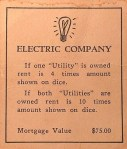 ELECTRIC COMPANY
If one "Utility" is owned
rent is 4 times amount
shown on dice.
If both "Utilities" are
owned rent is 10 times
amount shown on dice.
Mortgage Value $75.00